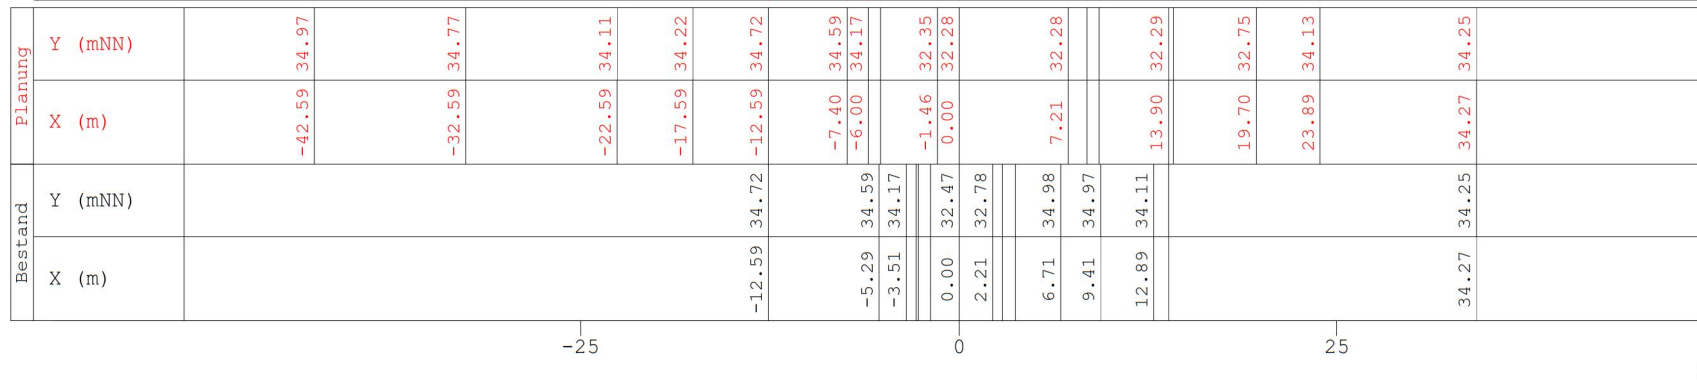 Planung
Y (mNN) 34.97 34.77 34.11 34.22 34.72 34.59 34.17 32.35 32.28 32.28 32.29 32.75 34.13 34.25
X (m) -42.59 -32.59 -22.59 -17.59 -12.59 -7.40 -6.00 -1.46 0.00 7.21 13.90 19.70 23.89 34.27
Bestand
Y (mNN) 34.72 34.59 34.17 32.47 32.78 34.98 34.97 34.11 34.25
X (m) -12.59 -5.29 -3.51 0.00 2.21 6.71 9.41 12.89 34.27
-25 0 25